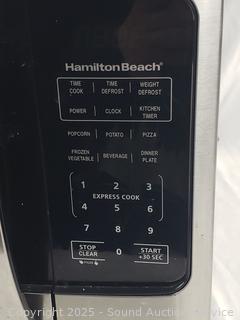 HamiltonBeach
TIME COOK
TIME DEFROST
WEIGHT DEFROST
POWER
CLOCK
KITCHEN TIMER
POPCORN
POTATO
PIZZA
FROZEN VEGETABLE
BEVERAGE
DINNER PLATE
1 2 3
EXPRESS COOK
4 5 6
7 8 9
STOP CLEAR
0
START +30 SEC
Copyright 2025 - Sound Auction Service